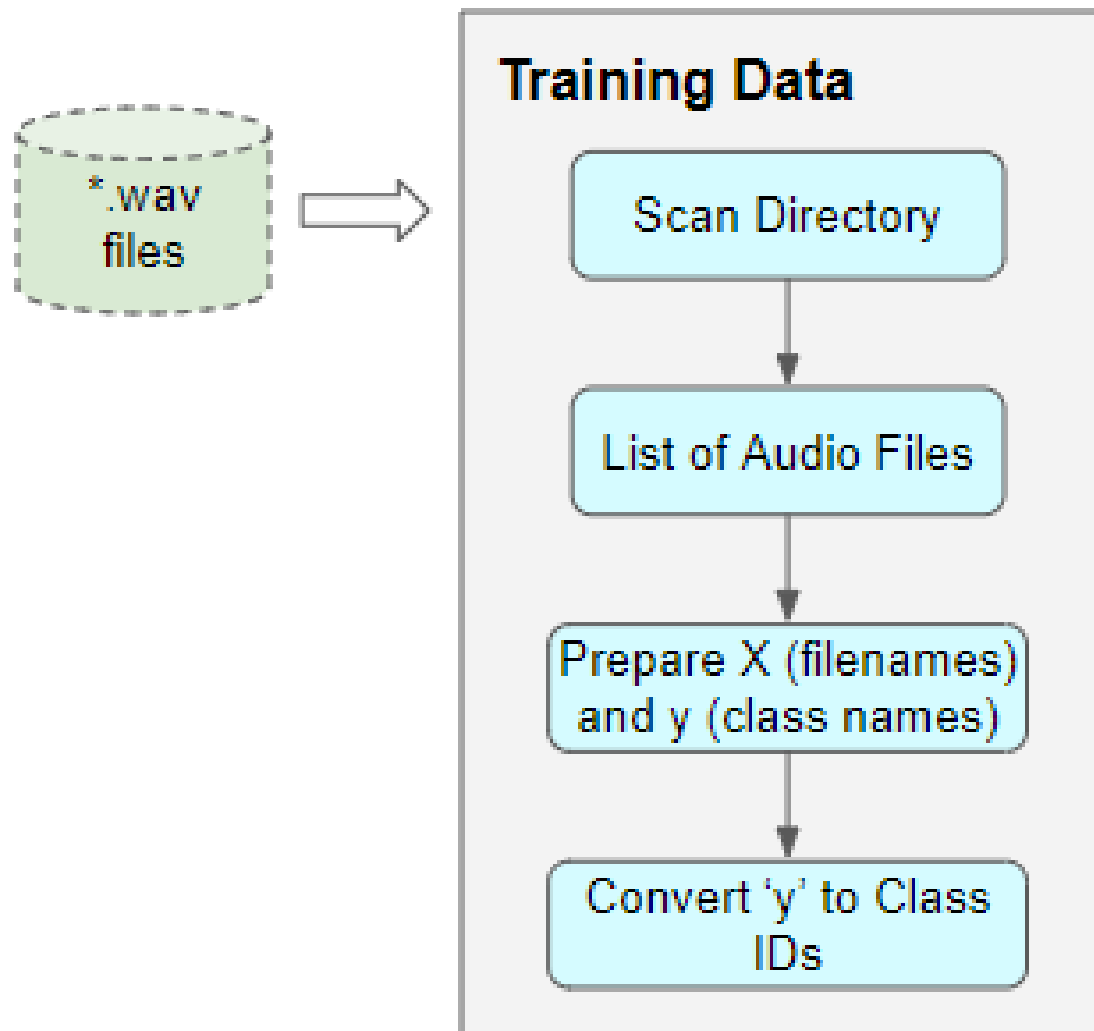 Training Data
*.wav
files
Scan Directory
List of Audio Files
Prepare X (filenames)
and y (class names)
Convert ‘y’ to Class
IDs